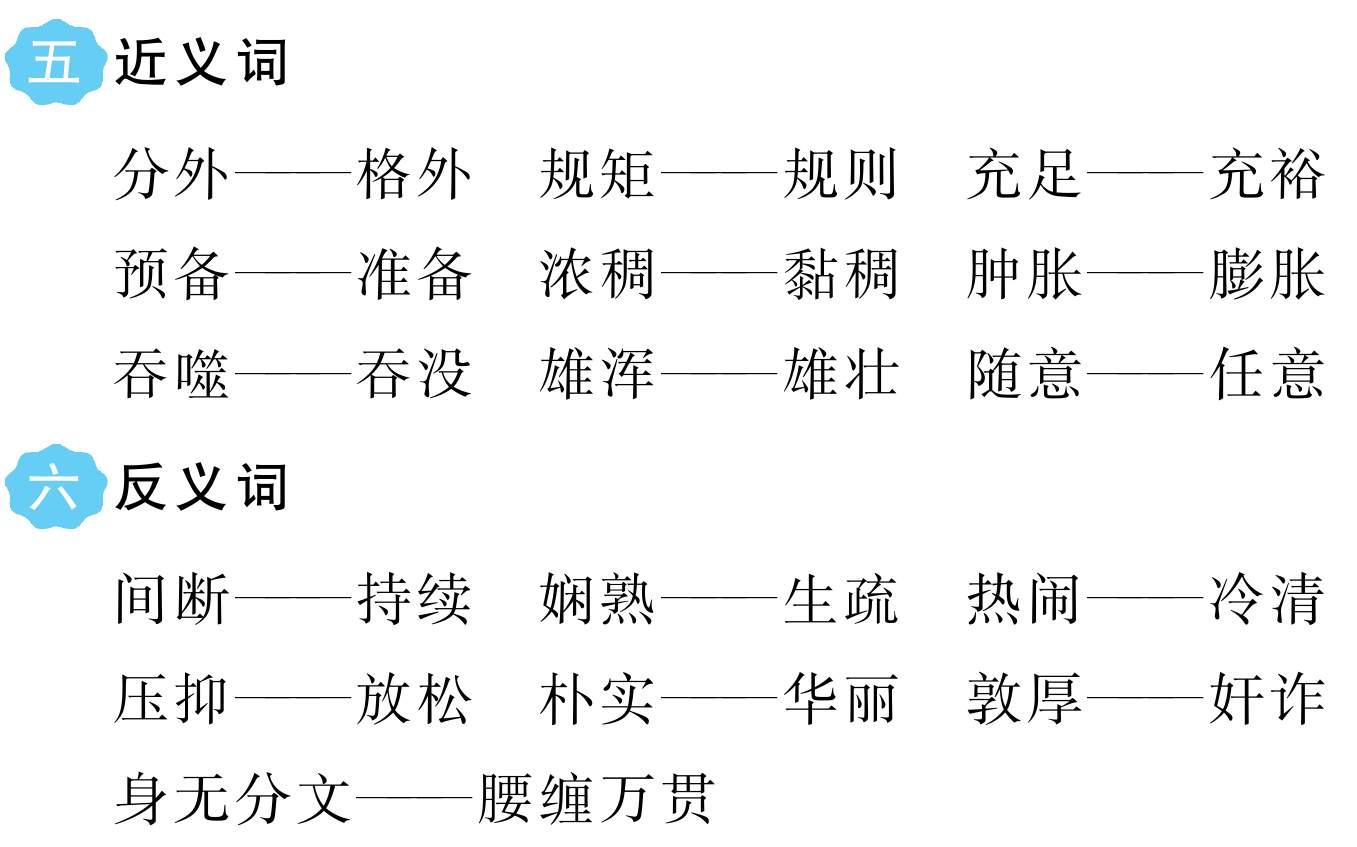 五 近义词
分外——格外 规矩——规则 充足——充裕
预备——准备 浓稠——黏稠 肿胀——膨胀
吞噬——吞没 雄浑——雄壮 随意——任意
六 反义词
间断——持续 娴熟——生疏 热闹——冷清
压抑——放松 朴实——华丽 敦厚——奸诈
身无分文——腰缠万贯